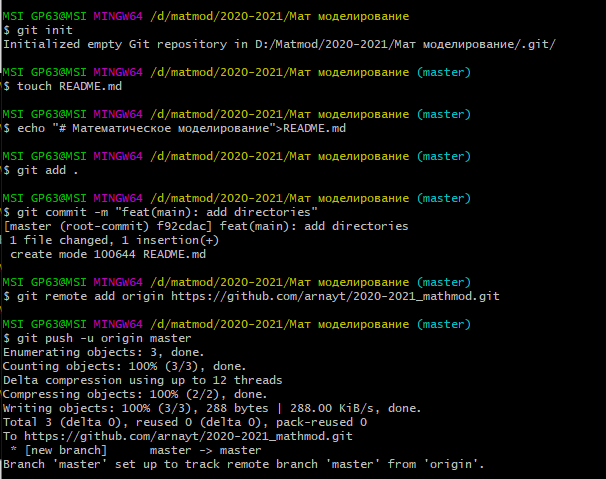 MSI GP63@MSI MINGW64 /d/matmod/2020-2021/Мат моделирование
$ git init
Initialized empty Git repository in D:/Matmod/2020-2021/Мат моделирование/.git/
MSI GP63@MSI MINGW64 /d/matmod/2020-2021/Мат моделирование (master)
$ touch README.md
MSI GP63@MSI MINGW64 /d/matmod/2020-2021/Мат моделирование (master)
$ echo "# Математическое моделирование">README.md
MSI GP63@MSI MINGW64 /d/matmod/2020-2021/Мат моделирование (master)
$ git add .
MSI GP63@MSI MINGW64 /d/matmod/2020-2021/Мат моделирование (master)
$ git commit -m "feat(main): add directories"
[master (root-commit) f92cdac] feat(main): add directories
 1 file changed, 1 insertion(+)
 create mode 100644 README.md
MSI GP63@MSI MINGW64 /d/matmod/2020-2021/Мат моделирование (master)
$ git remote add origin https://github.com/arnayt/2020-2021_mathmod.git
MSI GP63@MSI MINGW64 /d/matmod/2020-2021/Мат моделирование (master)
$ git push -u origin master
Enumerating objects: 3, done.
Counting objects: 100% (3/3), done.
Delta compression using up to 12 threads
Compressing objects: 100% (2/2), done.
Writing objects: 100% (3/3), 288 bytes | 288.00 KiB/s, done.
Total 3 (delta 0), reused 0 (delta 0), pack-reused 0
To https://github.com/arnayt/2020-2021_mathmod.git
 * [new branch]      master -> master
Branch 'master' set up to track remote branch 'master' from 'origin'.